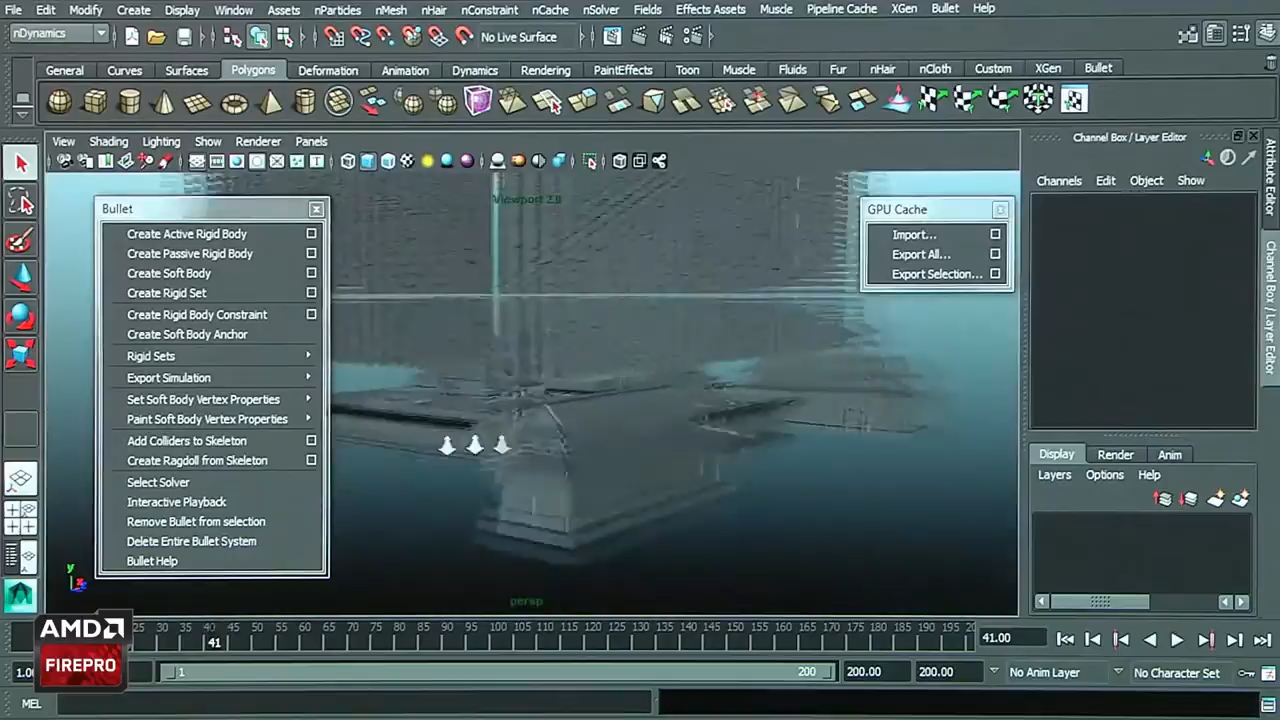 File Edit Modify Create Display Window Assets nParticles nMesh nHair nConstraint nCache nSolver Fields Effects Assets Muscle Pipeline Cache XGen Bullet Help
nDynamics No Live Surface
General Curves Surfaces Polygons Deformation Animation Dynamics Rendering PaintEffects Toon Muscle Fluids Fur nHair nCloth Custom XGen Bullet
View Shading Lighting Show Renderer Panels
Channel Box / Layer Editor
Channels Edit Object Show
Attribute Editor
Channel Box / Layer Editor
Viewport 2.0
Bullet
Create Active Rigid Body
Create Passive Rigid Body
Create Soft Body
Create Rigid Set
Create Rigid Body Constraint
Create Soft Body Anchor
Rigid Sets
Export Simulation
Set Soft Body Vertex Properties
Paint Soft Body Vertex Properties
Add Colliders to Skeleton
Create Ragdoll from Skeleton
Select Solver
Interactive Playback
Remove Bullet from selection
Delete Entire Bullet System
Bullet Help
GPU Cache
Import...
Export All...
Export Selection...
Display Render Anim
Layers Options Help
y
persp
25 30 35 40 45 50 55 60 65 70 75 80 85 90 95 100 105 110 115 120 125 130 135 140 145 150 155 160 165 170 175 180 185 190 195 20
41
41.00
AMD
FIREPRO
1.00 1 200 200.00 200.00 No Anim Layer No Character Set
MEL